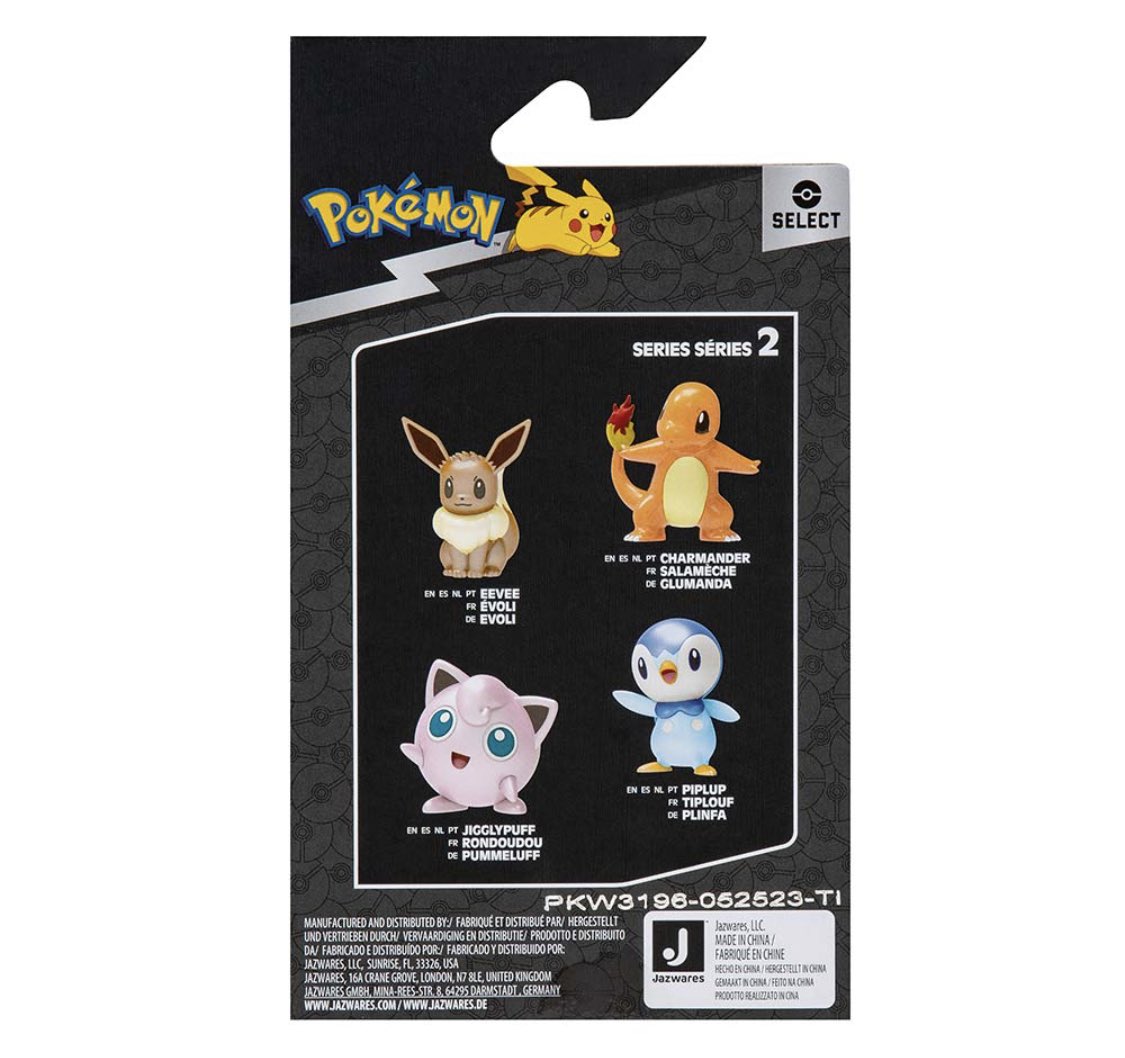 POKéMON™
SELECT
SERIES SÉRIES 2
EN ES NL PT EEVEE
FR ÉVOLI
DE EVOLI
EN ES NL PT CHARMANDER
FR SALAMÈCHE
DE GLUMANDA
EN ES NL PT JIGGLYPUFF
FR RONDOUDOU
DE PUMMELUFF
EN ES NL PT PIPLUP
FR TIPLOUF
DE PLINFA
PKW3196-052523-TI
MANUFACTURED AND DISTRIBUTED BY:/ FABRIQUÉ ET DISTRIBUÉ PAR/ HERGESTELLT
UND VERTRIEBEN DURCH/ VERVAARDIGING EN DISTRIBUTIE/ PRODOTTO E DISTRIBUITO
DA/ FABRICADO E DISTRIBUÍDO POR:/ FABRICADO Y DISTRIBUIDO POR:
JAZWARES, LLC, SUNRISE, FL, 33326, USA
JAZWARES, 16A CRANE GROVE, LONDON, N7 8LE, UNITED KINGDOM
JAZWARES GMBH, MINA-REES-STR. 8, 64295 DARMSTADT, GERMANY
WWW.JAZWARES.COM / WWW.JAZWARES.DE
J
Jazwares
Jazwares, LLC.
MADE IN CHINA /
FABRIQUÉ EN CHINE
HECHO EN CHINA / HERGESTELLT IN CHINA
GEMAAKT IN CHINA / FEITO NA CHINA
PRODOTTO REALIZZATO IN CINA